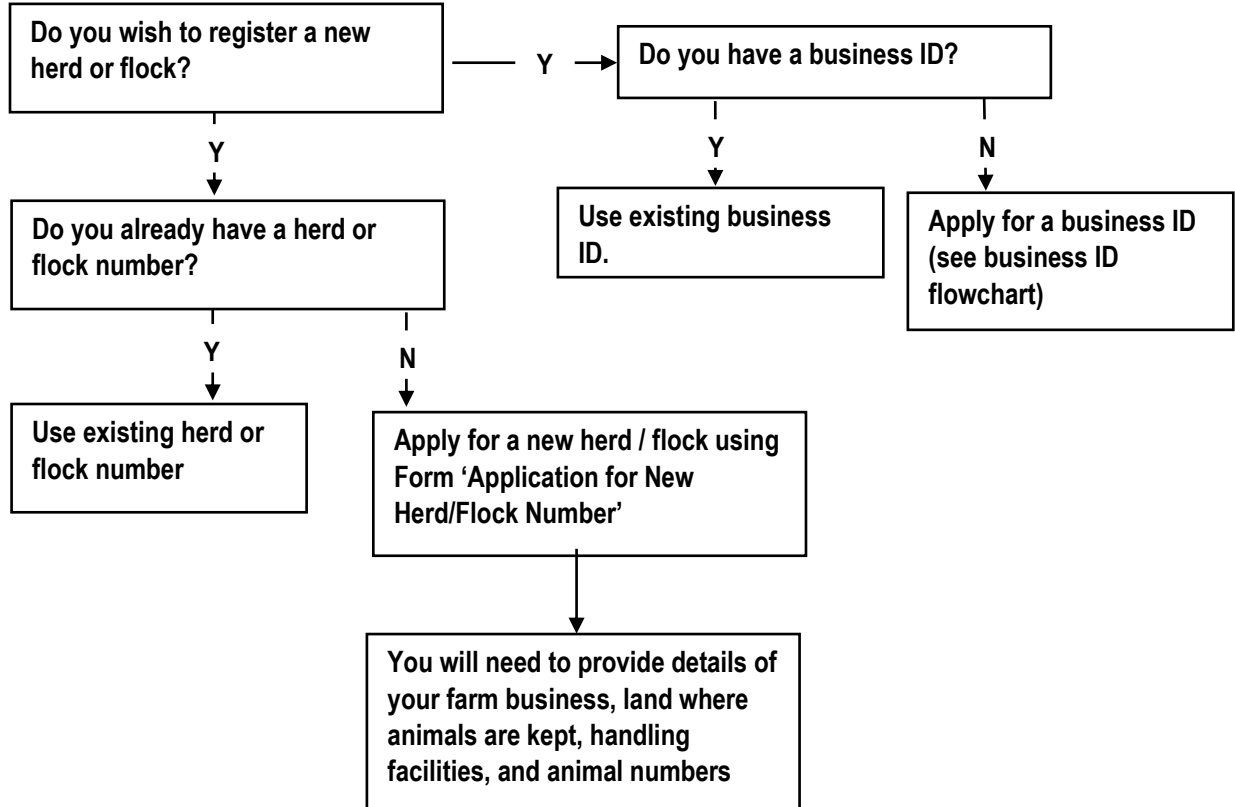 Do you wish to register a new
herd or flock?
Y
Do you have a business ID?
Y
Y
N
Do you already have a herd or
flock number?
Use existing business
ID.
Apply for a business ID
(see business ID
flowchart)
Y
N
Use existing herd or
flock number
Apply for a new herd / flock using
Form ‘Application for New
Herd/Flock Number’
You will need to provide details of
your farm business, land where
animals are kept, handling
facilities, and animal numbers